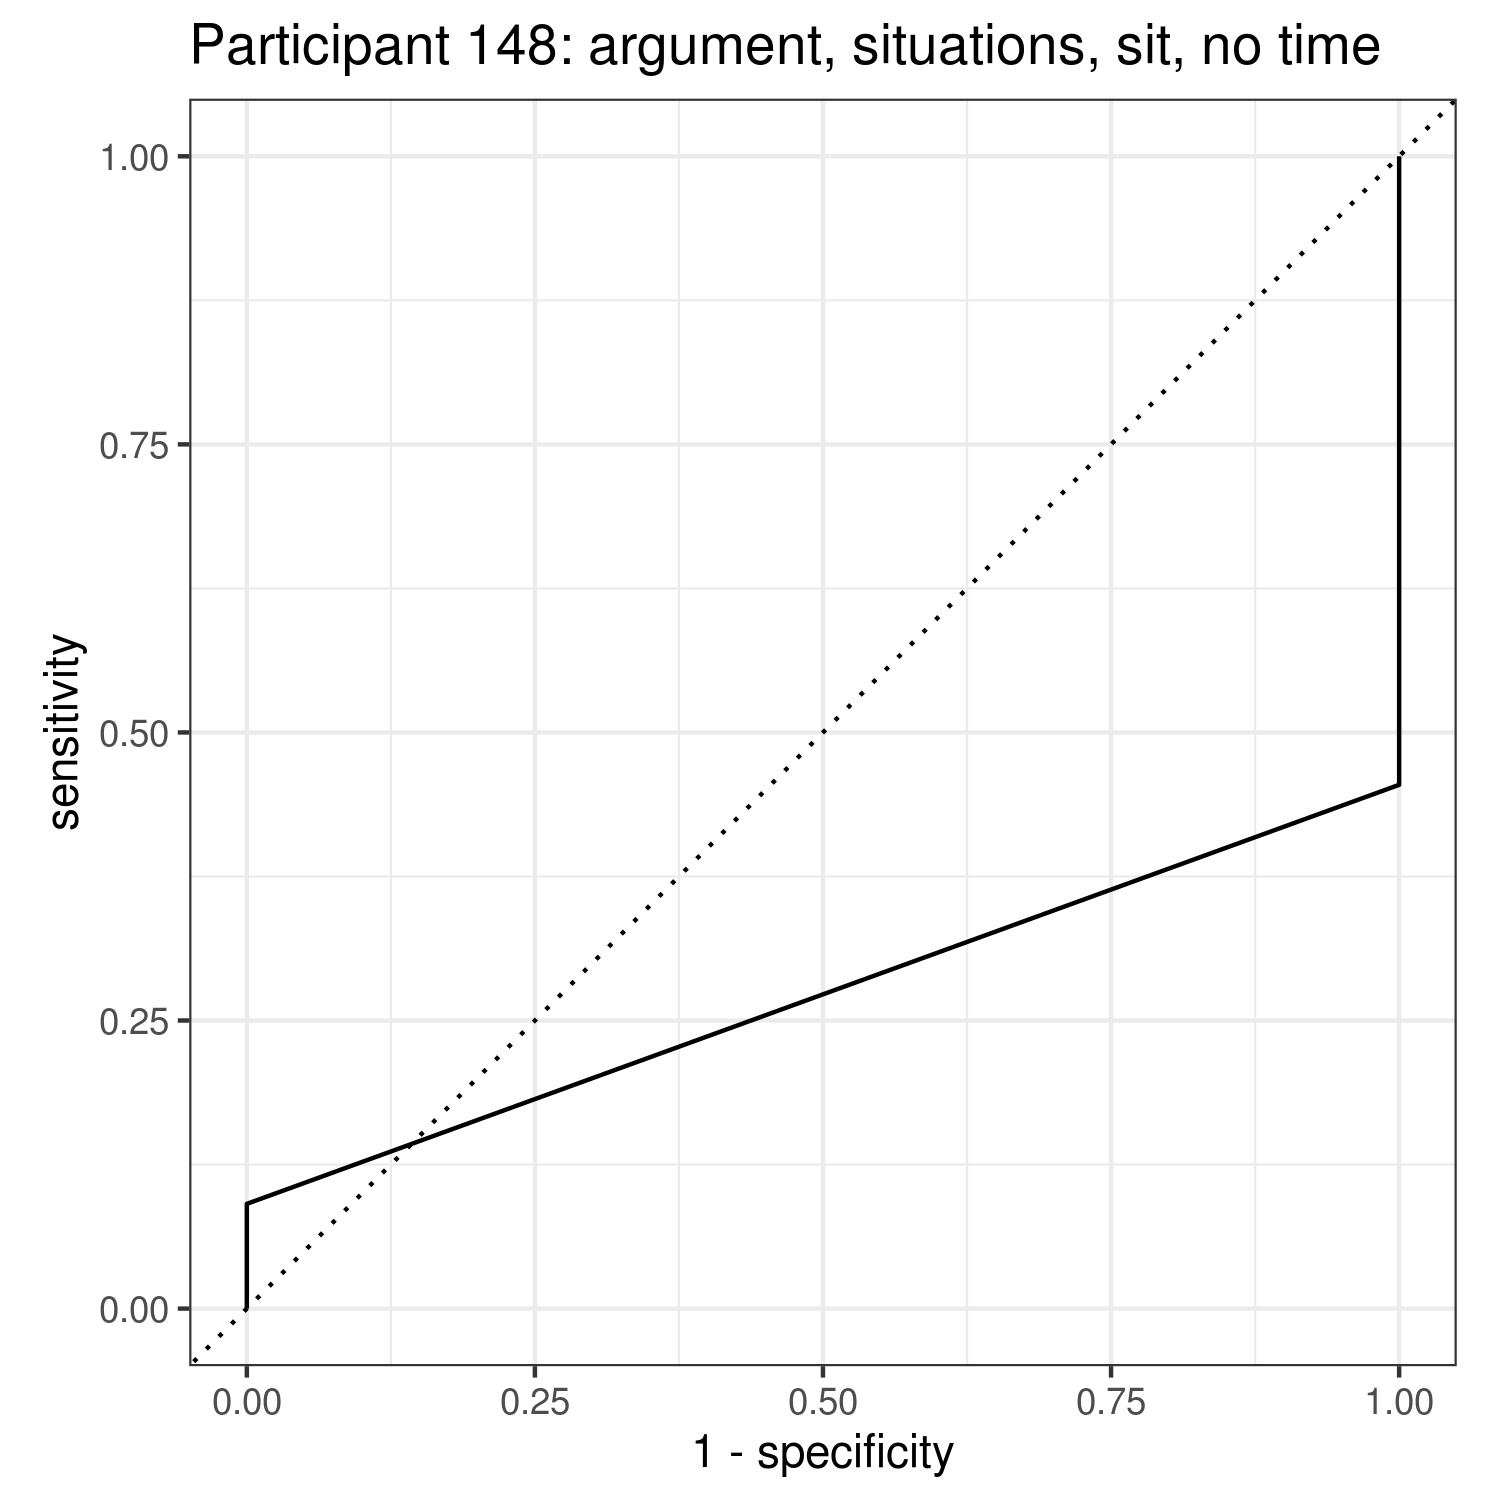 Participant 148: argument, situations, sit, no time
1.00
0.75
0.50
0.25
0.00
sensitivity
0.00 0.25 0.50 0.75 1.00
1 - specificity